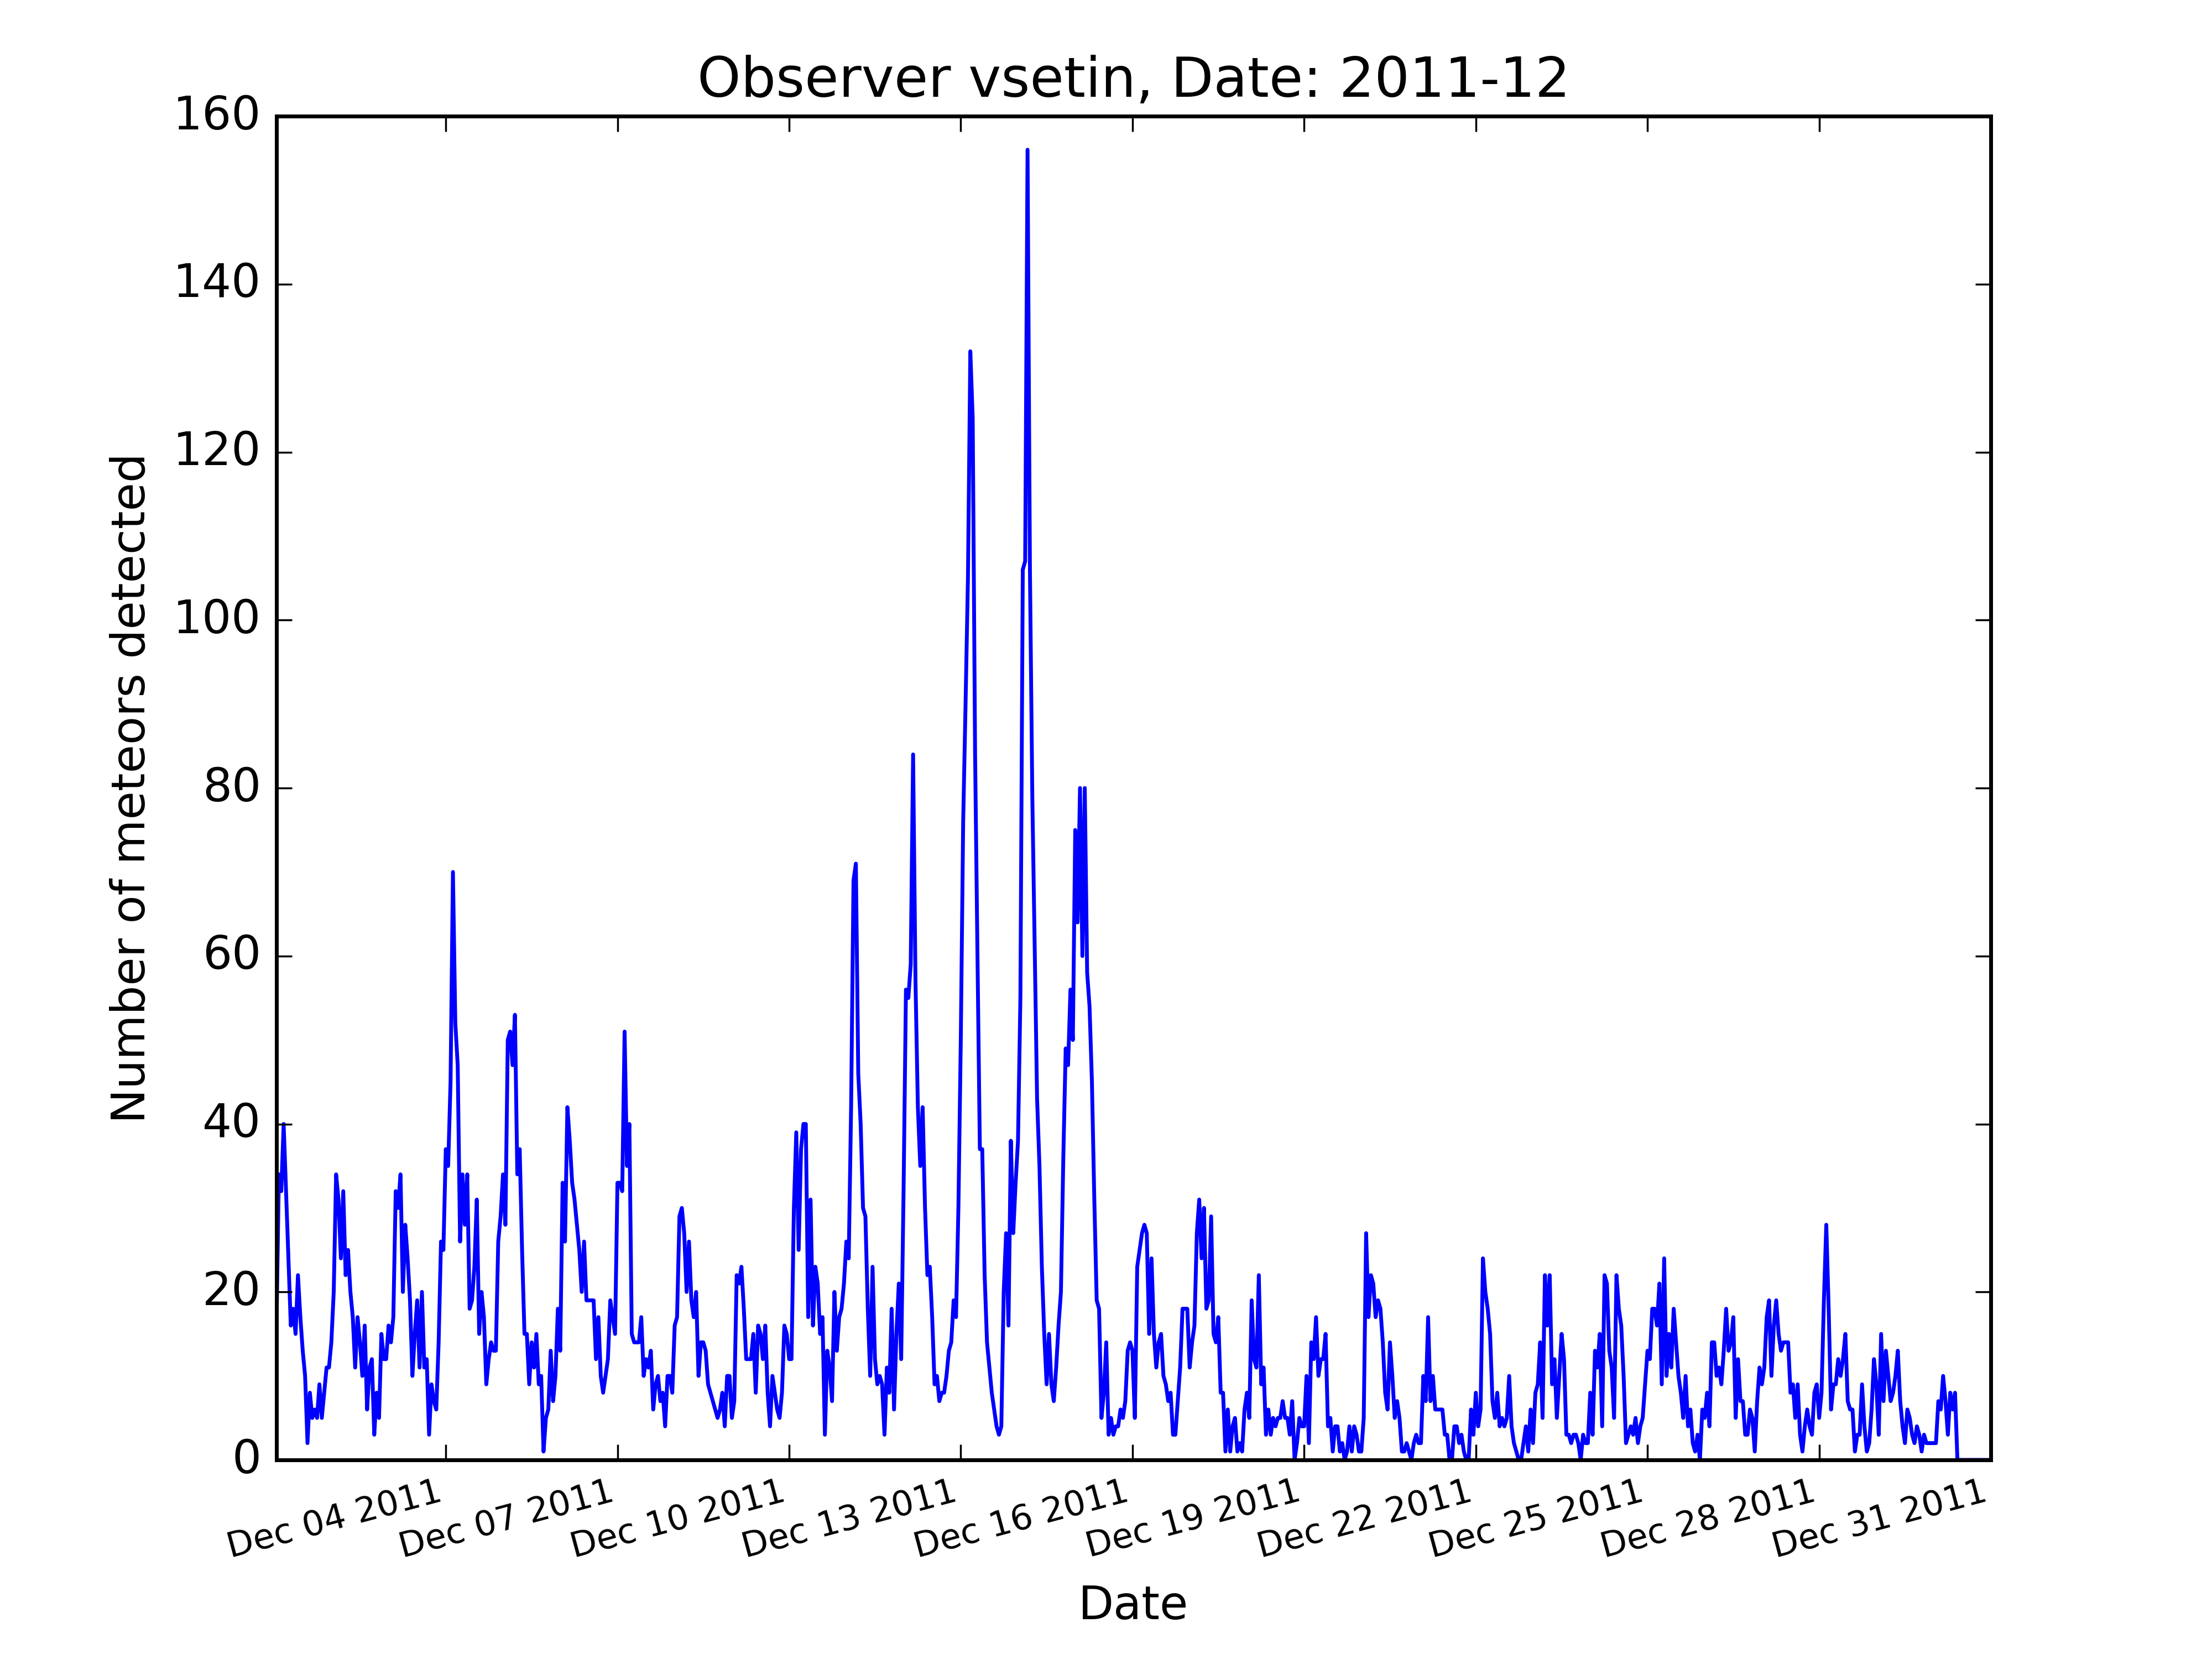 Observer vsetin, Date: 2011-12
160
140
120
100
80
60
40
20
0
Number of meteors detected
Dec 04 2011
Dec 07 2011
Dec 10 2011
Dec 13 2011
Dec 16 2011
Dec 19 2011
Dec 22 2011
Dec 25 2011
Dec 28 2011
Dec 31 2011
Date